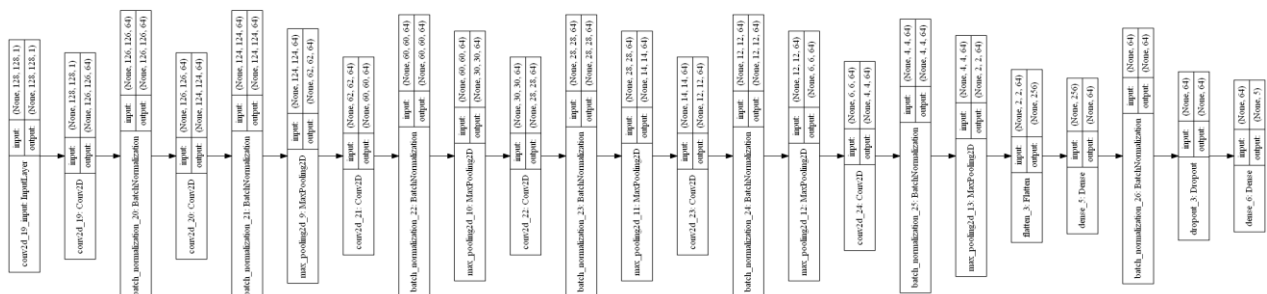 conv2d_19_input: InputLayer input: (None, 128, 128, 1)
output: (None, 128, 128, 1)
conv2d_19: Conv2D input: (None, 128, 128, 1)
output: (None, 126, 126, 64)
batch_normalization_20: BatchNormalization input: (None, 126, 126, 64)
output: (None, 126, 126, 64)
conv2d_20: Conv2D input: (None, 126, 126, 64)
output: (None, 124, 124, 64)
batch_normalization_21: BatchNormalization input: (None, 124, 124, 64)
output: (None, 124, 124, 64)
max_pooling2d_9: MaxPooling2D input: (None, 124, 124, 64)
output: (None, 62, 62, 64)
conv2d_21: Conv2D input: (None, 62, 62, 64)
output: (None, 60, 60, 64)
batch_normalization_22: BatchNormalization input: (None, 60, 60, 64)
output: (None, 60, 60, 64)
max_pooling2d_10: MaxPooling2D input: (None, 60, 60, 64)
output: (None, 30, 30, 64)
conv2d_22: Conv2D input: (None, 30, 30, 64)
output: (None, 28, 28, 64)
batch_normalization_23: BatchNormalization input: (None, 28, 28, 64)
output: (None, 28, 28, 64)
max_pooling2d_11: MaxPooling2D input: (None, 28, 28, 64)
output: (None, 14, 14, 64)
conv2d_23: Conv2D input: (None, 14, 14, 64)
output: (None, 12, 12, 64)
batch_normalization_24: BatchNormalization input: (None, 12, 12, 64)
output: (None, 12, 12, 64)
max_pooling2d_12: MaxPooling2D input: (None, 12, 12, 64)
output: (None, 6, 6, 64)
conv2d_24: Conv2D input: (None, 6, 6, 64)
output: (None, 4, 4, 64)
batch_normalization_25: BatchNormalization input: (None, 4, 4, 64)
output: (None, 4, 4, 64)
max_pooling2d_13: MaxPooling2D input: (None, 4, 4, 64)
output: (None, 2, 2, 64)
flatten_3: Flatten input: (None, 2, 2, 64)
output: (None, 256)
dense_5: Dense input: (None, 256)
output: (None, 64)
batch_normalization_26: BatchNormalization input: (None, 64)
output: (None, 64)
dropout_3: Dropout input: (None, 64)
output: (None, 64)
dense_6: Dense input: (None, 64)
output: (None, 5)